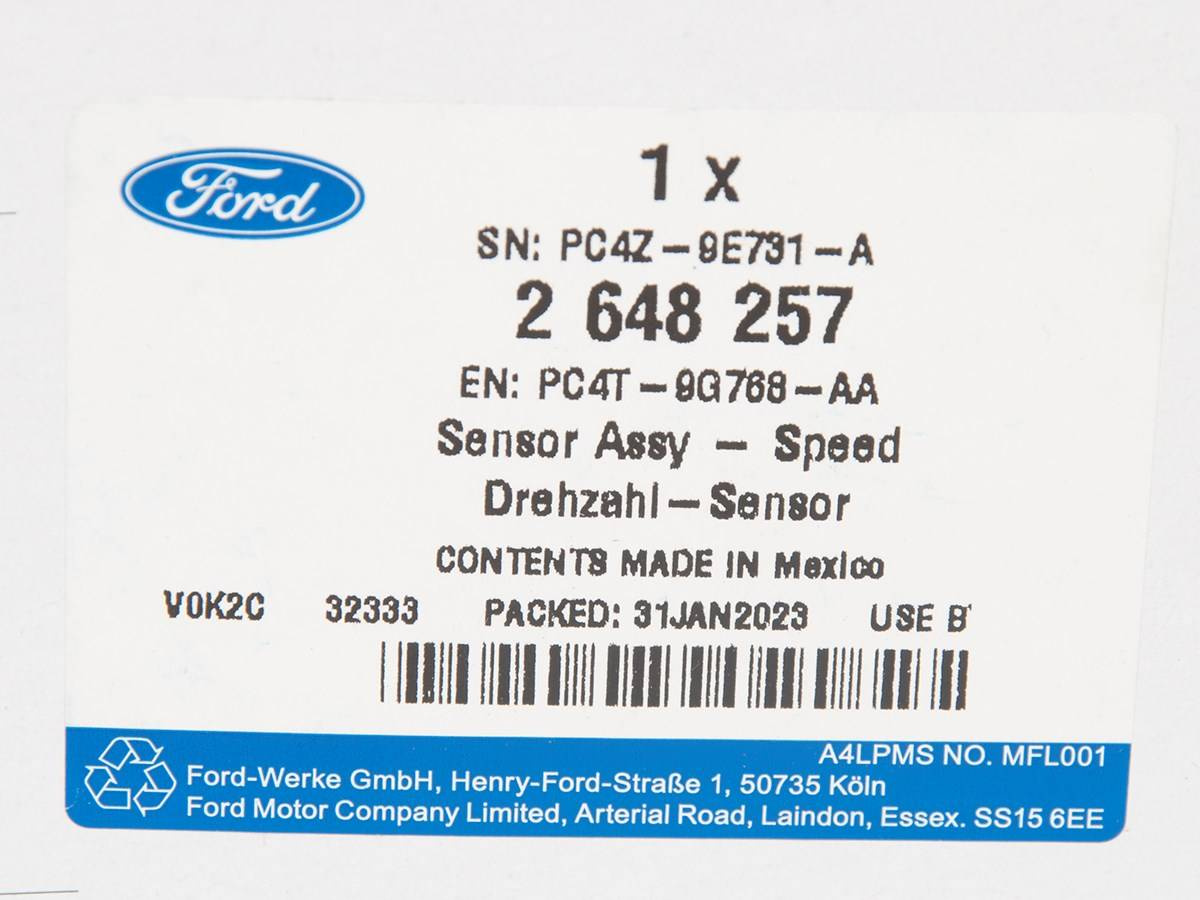 Ford
1 x
SN: PC4Z-9E731-A
2 648 257
EN: PC4T-9G768-AA
Sensor Assy - Speed
Drehzahl-Sensor
CONTENTS MADE IN Mexico
V0K2C 32333 PACKED: 31JAN2023 USE B
A4LPMS NO. MFL001
Ford-Werke GmbH, Henry-Ford-Straße 1, 50735 Köln
Ford Motor Company Limited, Arterial Road, Laindon, Essex. SS15 6EE